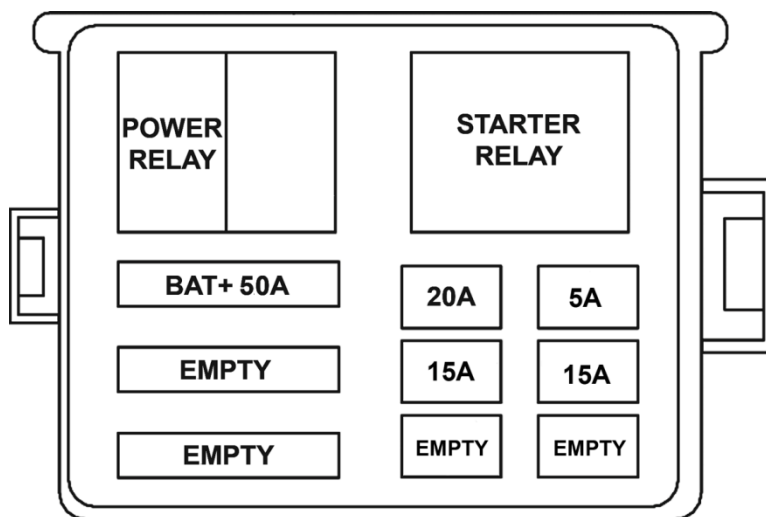 POWER
RELAY
STARTER
RELAY
BAT+ 50A
20A
5A
EMPTY
15A
15A
EMPTY
EMPTY
EMPTY